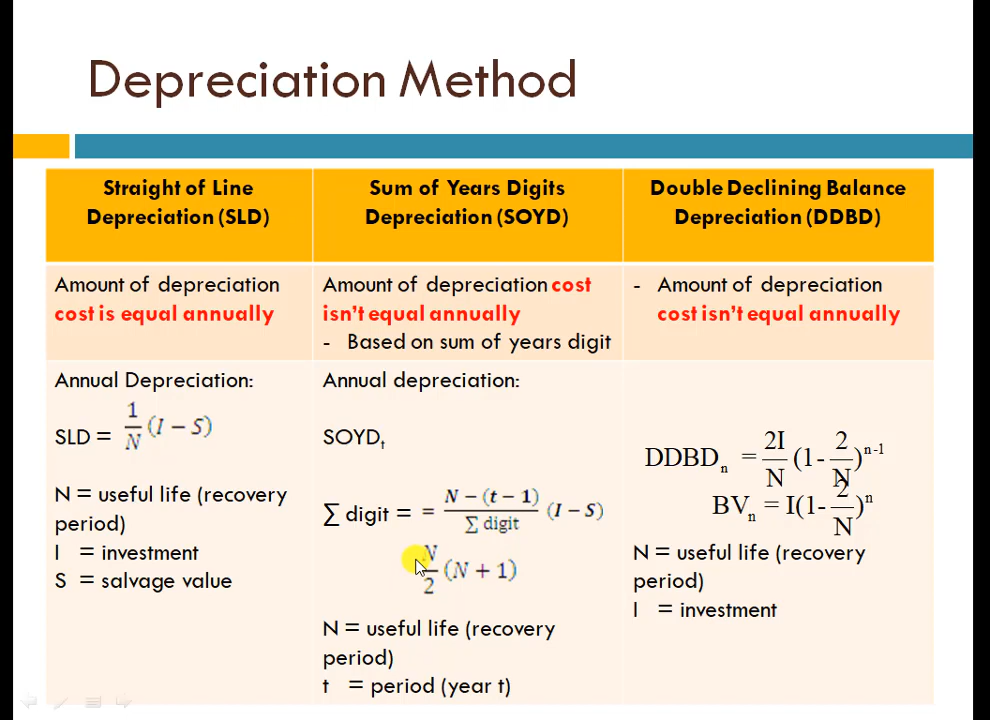 Depreciation Method
Straight of Line
Depreciation (SLD)
Sum of Years Digits
Depreciation (SOYD)
Double Declining Balance
Depreciation (DDBD)
Amount of depreciation
cost is equal annually
Amount of depreciation cost
isn't equal annually
- Based on sum of years digit
- Amount of depreciation
cost isn't equal annually
Annual Depreciation:
SLD = 1/N (I – S)
N = useful life (recovery
period)
I = investment
S = salvage value
Annual depreciation:
SOYDₜ
∑ digit = = N – (t – 1)/∑ digit (I – S)
N/2 (N + 1)
N = useful life (recovery
period)
t = period (year t)
DDBDₙ = 2I/N (1-2/N)ⁿ⁻¹
BVₙ = I(1-2/N)ⁿ
N = useful life (recovery
period)
I = investment